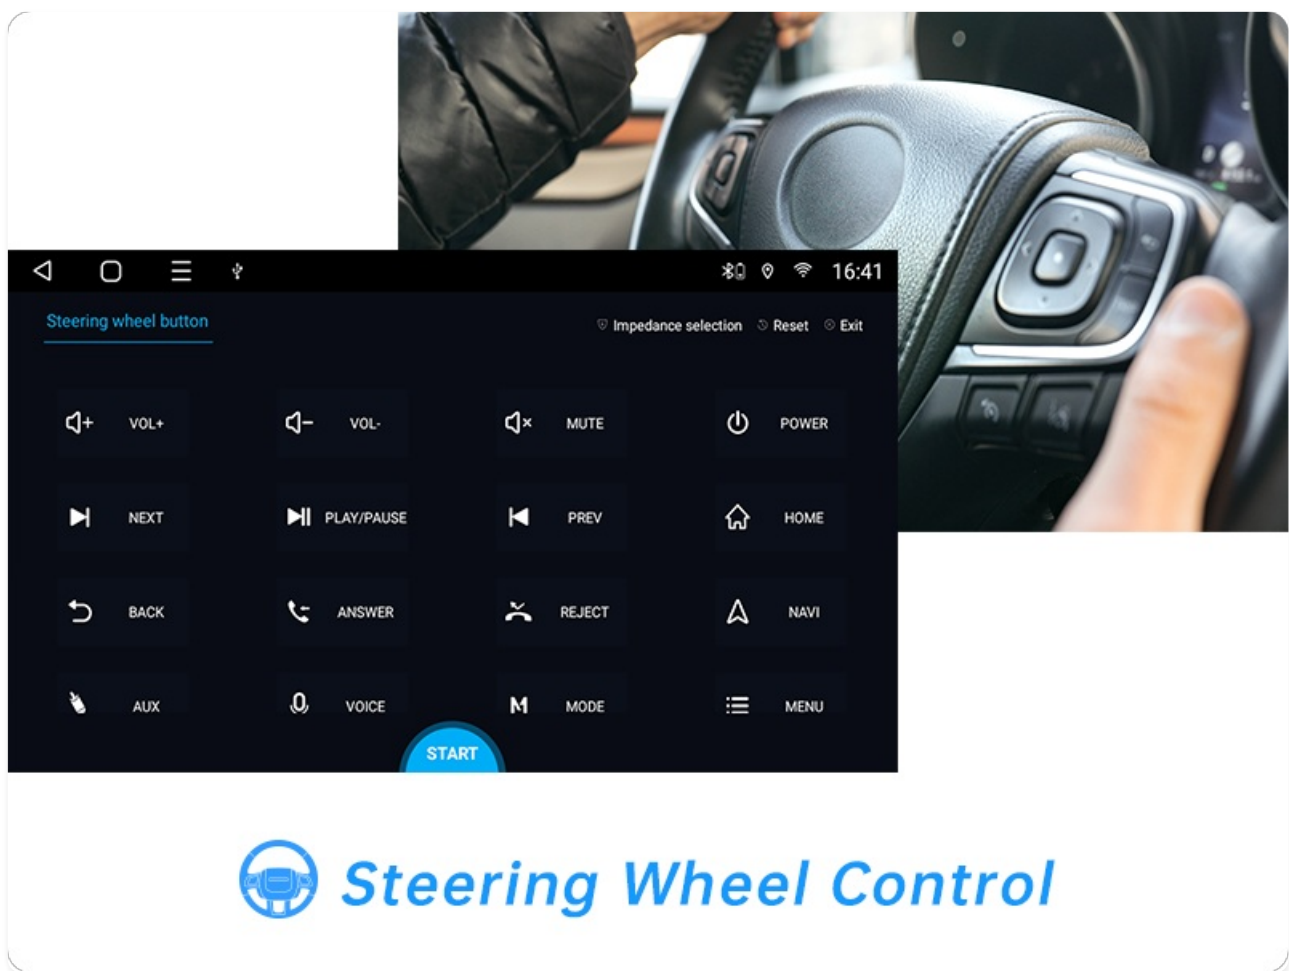 16:41
Steering wheel button
Impedance selection Reset Exit
VOL+ VOL- MUTE POWER
NEXT PLAY/PAUSE PREV HOME
BACK ANSWER REJECT NAVI
AUX VOICE M MODE MENU
START
Steering Wheel Control